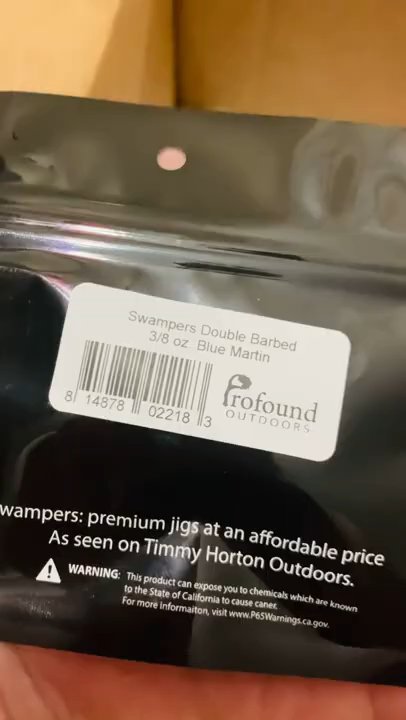 Swampers Double Barbed
3/8 oz. Blue Martin
8 14878 02218 3
Profound
OUTDOORS
wampers: premium jigs at an affordable price
As seen on Timmy Horton Outdoors.
WARNING: This product can expose you to chemicals which are known
to the State of California to cause caner.
For more informaiton, visit www.P65Warnings.ca.gov.